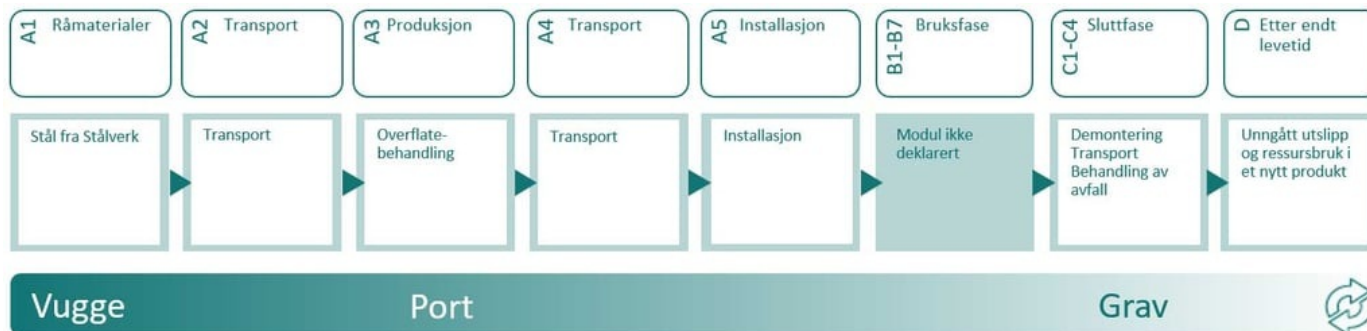 A1 Råmaterialer
A2 Transport
A3 Produksjon
A4 Transport
A5 Installasjon
B1-B7 Bruksfase
C1-C4 Sluttfase
D Etter endt
levetid
Stål fra Stålverk
Transport
Overflate-
behandling
Transport
Installasjon
Modul ikke
deklarert
Demontering
Transport
Behandling av
avfall
Unngått utslipp
og ressursbruk i
et nytt produkt
Vugge
Port
Grav